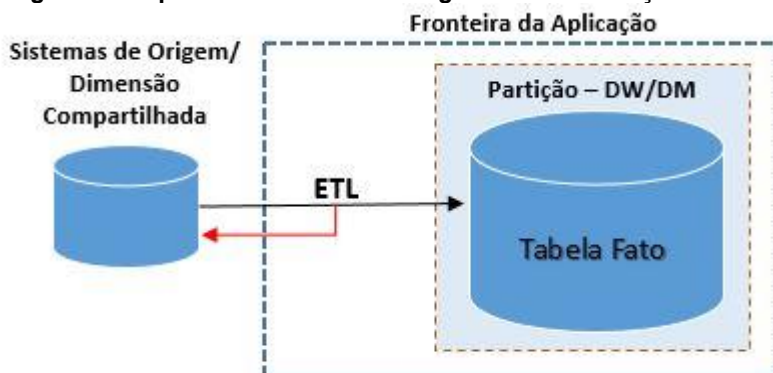 Fronteira da Aplicação
Sistemas de Origem/
Dimensão
Compartilhada
Partição – DW/DM
ETL
Tabela Fato